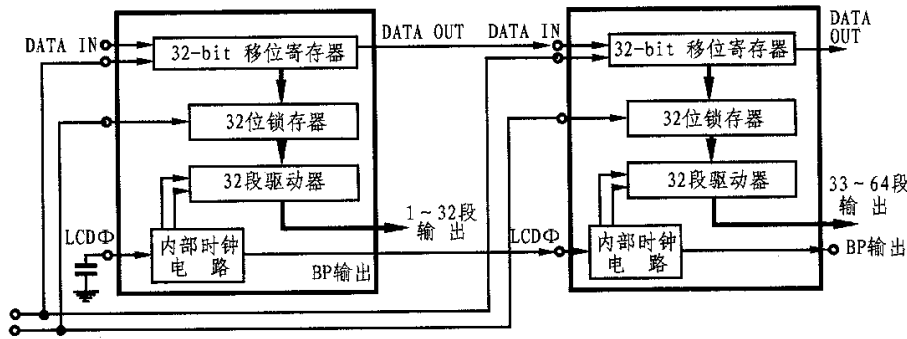 DATA IN
32-bit 移位寄存器
DATA OUT
32位锁存器
32段驱动器
1~32段
输出
LCDΦ
内部时钟
电 路
BP输出
DATA IN
32-bit 移位寄存器
DATA
OUT
32位锁存器
32段驱动器
33~64段
输 出
LCDΦ
内部时钟
电 路
BP输出